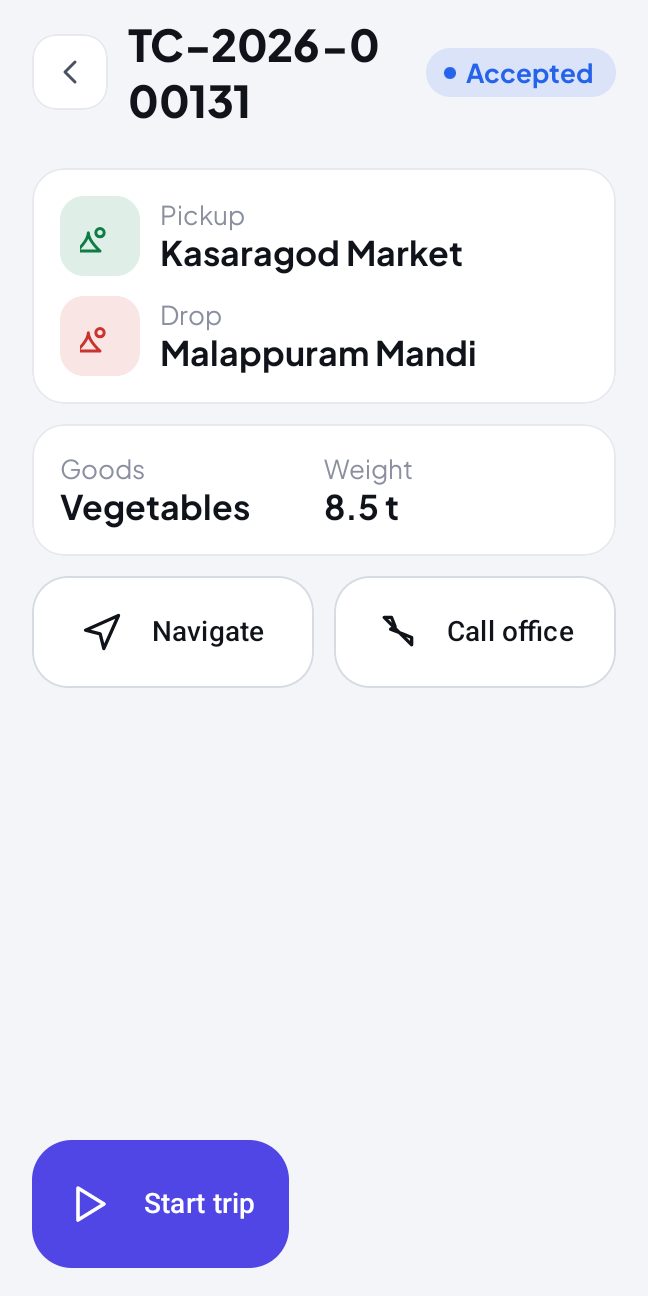 TC-2026-0
00131
Accepted
Pickup
Kasaragod Market
Drop
Malappuram Mandi
Goods
Weight
Vegetables
8.5 t
Navigate
Call office
Start trip